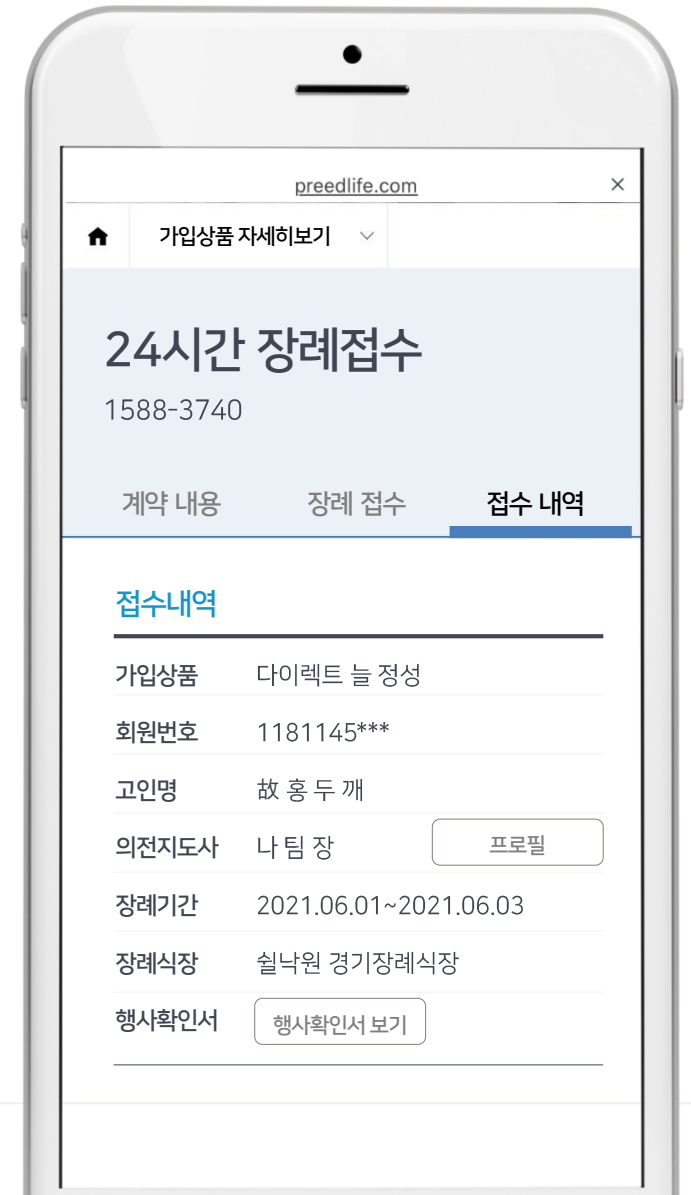 preedlife.com
가입상품 자세히보기
24시간 장례접수
1588-3740
계약 내용 장례 접수 접수 내역
접수내역
가입상품 다이렉트 늘 정성
회원번호 1181145***
고인명 故 홍 두 깨
의전지도사 나 팀 장 프로필
장례기간 2021.06.01~2021.06.03
장례식장 쉴낙원 경기장례식장
행사확인서 행사확인서 보기